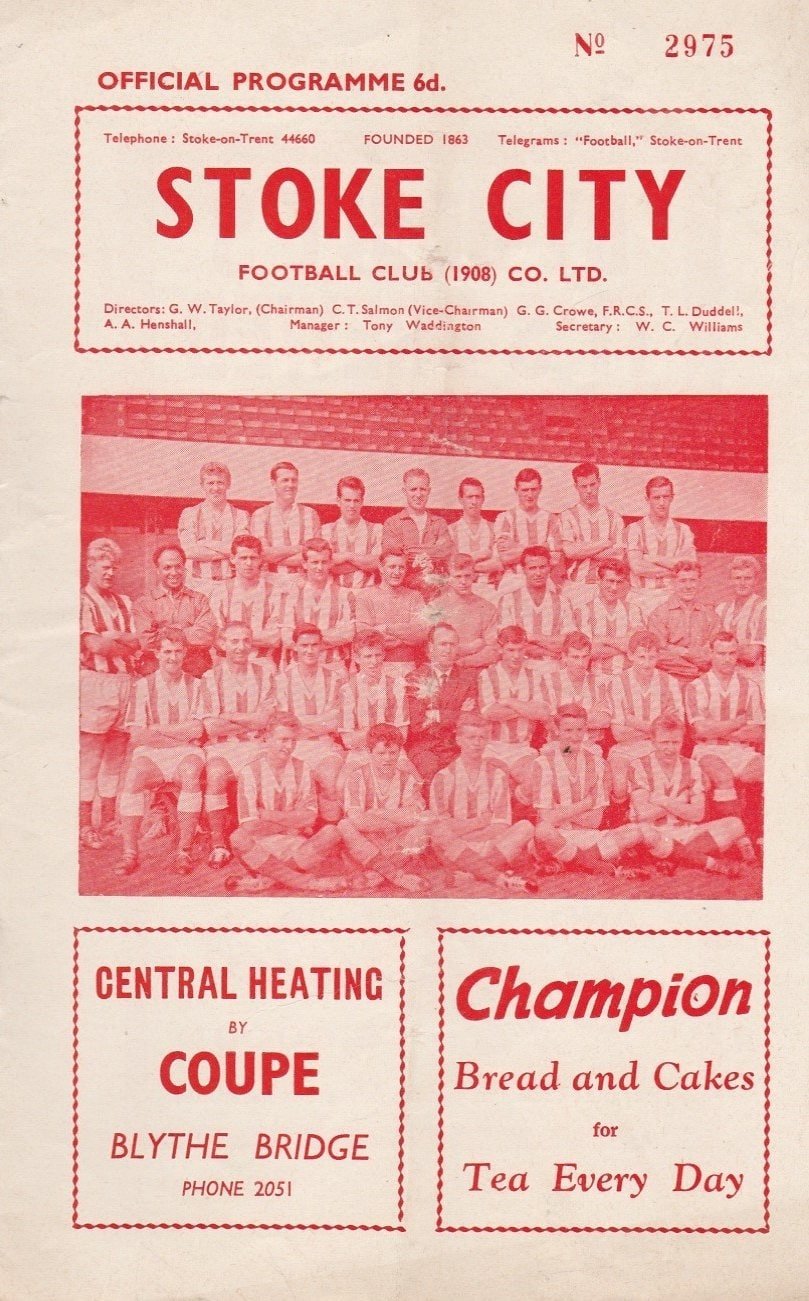 Nº 2975
OFFICIAL PROGRAMME 6d.
Telephone : Stoke-on-Trent 44660 FOUNDED 1863 Telegrams : "Football," Stoke-on-Trent
STOKE CITY
FOOTBALL CLUB (1908) CO. LTD.
Directors: G. W. Taylor, (Chairman) C. T. Salmon (Vice-Chairman) G. G. Crowe, F.R.C.S., T. L. Duddell,
A. A. Henshall, Manager : Tony Waddington Secretary : W. C. Williams
CENTRAL HEATING
BY
COUPE
BLYTHE BRIDGE
PHONE 2051
Champion
Bread and Cakes
for
Tea Every Day